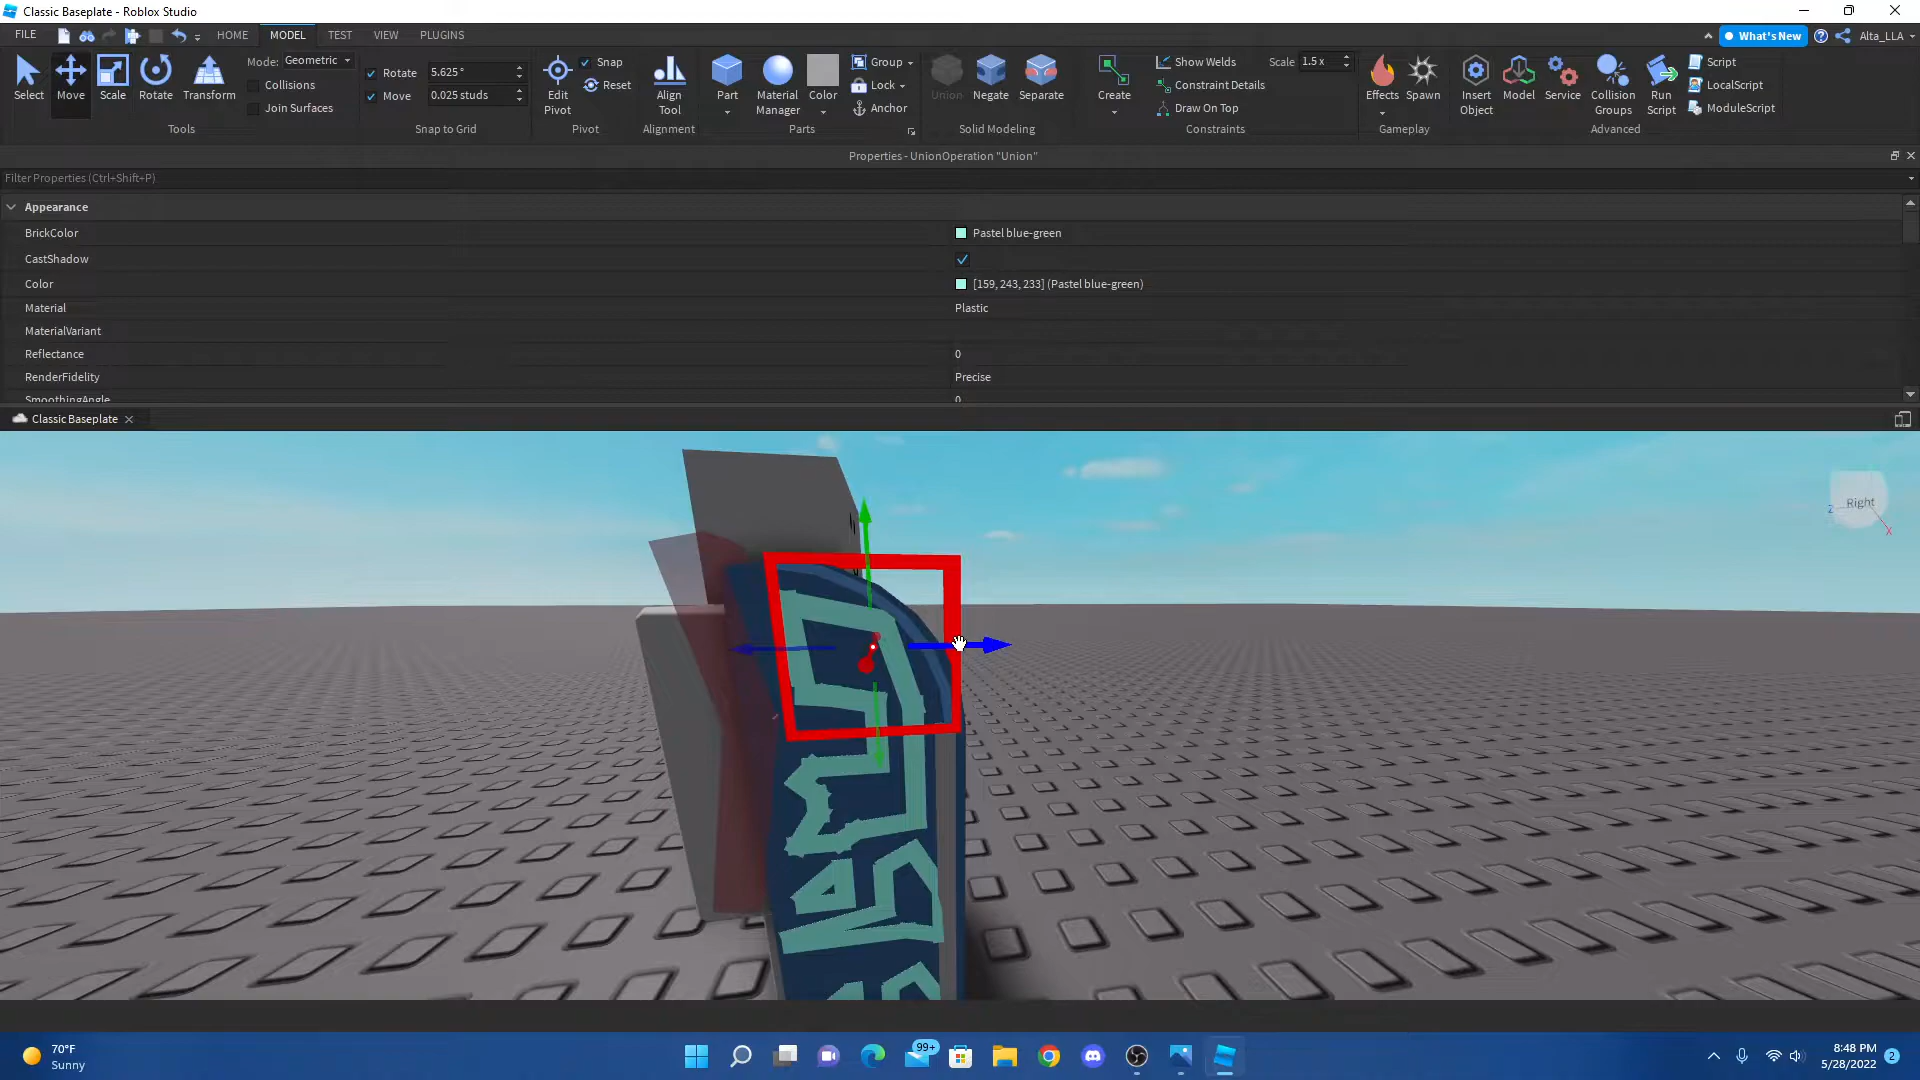 Classic Baseplate - Roblox Studio
FILE HOME MODEL TEST VIEW PLUGINS What's New Alta_LLA
Select Move Scale Rotate Transform
Mode: Geometric
Collisions
Join Surfaces
Tools
Rotate 5.625 °
Move 0.025 studs
Snap to Grid
Edit Pivot
Snap
Reset
Pivot
Align Tool
Alignment
Part
Material Manager
Color
Group
Lock
Anchor
Parts
Union Negate Separate
Solid Modeling
Create
Show Welds
Constraint Details
Draw On Top
Scale 1.5 x
Constraints
Effects Spawn
Gameplay
Insert Object
Model
Service
Collision Groups
Run Script
Script
LocalScript
ModuleScript
Advanced
Properties - UnionOperation "Union"
Filter Properties (Ctrl+Shift+P)
Appearance
BrickColor Pastel blue-green
CastShadow
Color [159, 243, 233] (Pastel blue-green)
Material Plastic
MaterialVariant
Reflectance 0
RenderFidelity Precise
SmoothingAngle 0
Classic Baseplate
Right
Z
X
70°F
Sunny
99+
8:48 PM
5/28/2022
2